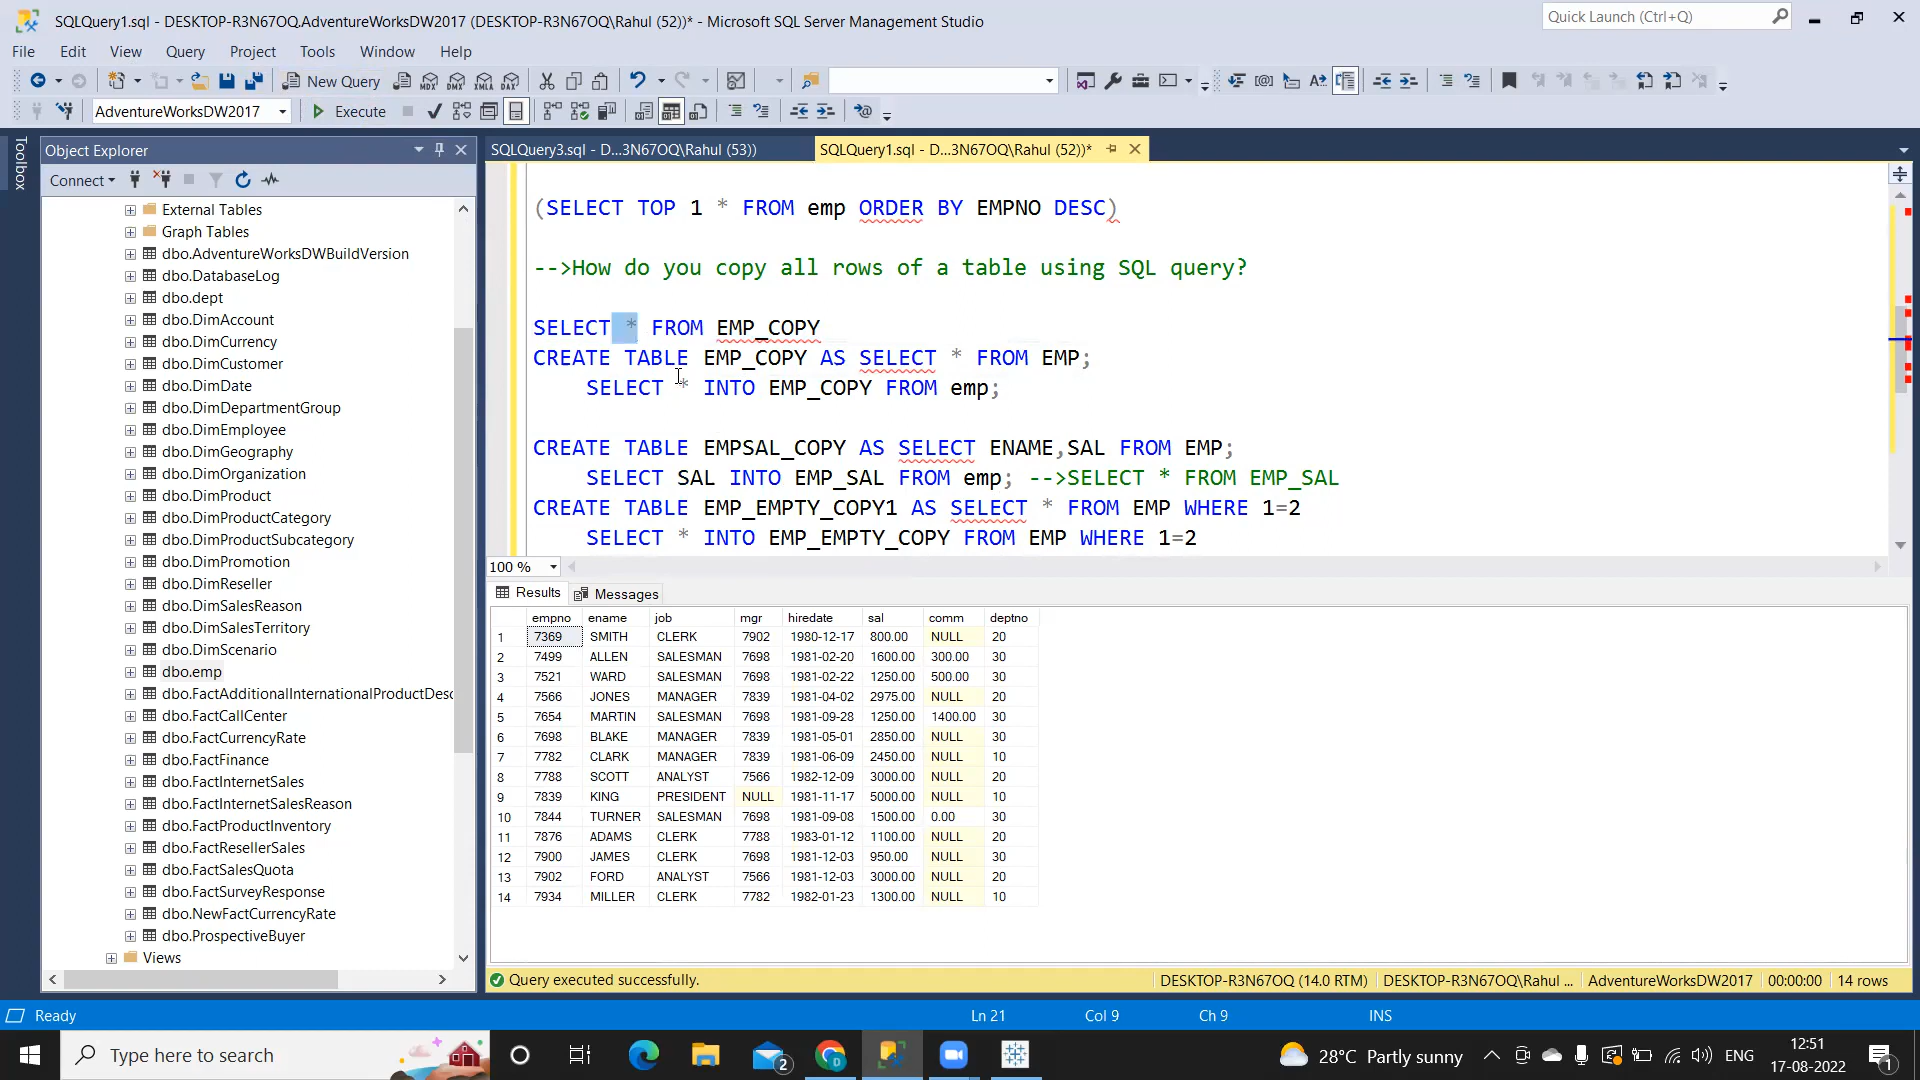 SQLQuery1.sql - DESKTOP-R3N67OQ.AdventureWorksDW2017 (DESKTOP-R3N67OQ\Rahul (52))* - Microsoft SQL Server Management Studio
Quick Launch (Ctrl+Q)
File Edit View Query Project Tools Window Help
New Query
MDX DMX XMLA DAX
AdventureWorksDW2017 Execute
Toolbox
Object Explorer
Connect
External Tables
Graph Tables
dbo.AdventureWorksDWBuildVersion
dbo.DatabaseLog
dbo.dept
dbo.DimAccount
dbo.DimCurrency
dbo.DimCustomer
dbo.DimDate
dbo.DimDepartmentGroup
dbo.DimEmployee
dbo.DimGeography
dbo.DimOrganization
dbo.DimProduct
dbo.DimProductCategory
dbo.DimProductSubcategory
dbo.DimPromotion
dbo.DimReseller
dbo.DimSalesReason
dbo.DimSalesTerritory
dbo.DimScenario
dbo.emp
dbo.FactAdditionalInternationalProductDesc
dbo.FactCallCenter
dbo.FactCurrencyRate
dbo.FactFinance
dbo.FactInternetSales
dbo.FactInternetSalesReason
dbo.FactProductInventory
dbo.FactResellerSales
dbo.FactSalesQuota
dbo.FactSurveyResponse
dbo.NewFactCurrencyRate
dbo.ProspectiveBuyer
Views
SQLQuery3.sql - D...3N67OQ\Rahul (53)) SQLQuery1.sql - D...3N67OQ\Rahul (52))*
(SELECT TOP 1 * FROM emp ORDER BY EMPNO DESC)
-->How do you copy all rows of a table using SQL query?
SELECT * FROM EMP_COPY
CREATE TABLE EMP_COPY AS SELECT * FROM EMP;
SELECT * INTO EMP_COPY FROM emp;
CREATE TABLE EMPSAL_COPY AS SELECT ENAME,SAL FROM EMP;
SELECT SAL INTO EMP_SAL FROM emp; -->SELECT * FROM EMP_SAL
CREATE TABLE EMP_EMPTY_COPY1 AS SELECT * FROM EMP WHERE 1=2
SELECT * INTO EMP_EMPTY_COPY FROM EMP WHERE 1=2
100 %
Results Messages
empno ename job mgr hiredate sal comm deptno
1 7369 SMITH CLERK 7902 1980-12-17 800.00 NULL 20
2 7499 ALLEN SALESMAN 7698 1981-02-20 1600.00 300.00 30
3 7521 WARD SALESMAN 7698 1981-02-22 1250.00 500.00 30
4 7566 JONES MANAGER 7839 1981-04-02 2975.00 NULL 20
5 7654 MARTIN SALESMAN 7698 1981-09-28 1250.00 1400.00 30
6 7698 BLAKE MANAGER 7839 1981-05-01 2850.00 NULL 30
7 7782 CLARK MANAGER 7839 1981-06-09 2450.00 NULL 10
8 7788 SCOTT ANALYST 7566 1982-12-09 3000.00 NULL 20
9 7839 KING PRESIDENT NULL 1981-11-17 5000.00 NULL 10
10 7844 TURNER SALESMAN 7698 1981-09-08 1500.00 0.00 30
11 7876 ADAMS CLERK 7788 1983-01-12 1100.00 NULL 20
12 7900 JAMES CLERK 7698 1981-12-03 950.00 NULL 30
13 7902 FORD ANALYST 7566 1981-12-03 3000.00 NULL 20
14 7934 MILLER CLERK 7782 1982-01-23 1300.00 NULL 10
Query executed successfully. DESKTOP-R3N67OQ (14.0 RTM) DESKTOP-R3N67OQ\Rahul ... AdventureWorksDW2017 00:00:00 14 rows
Ready Ln 21 Col 9 Ch 9 INS
Type here to search
2
28°C Partly sunny
ENG
12:51
17-08-2022
1